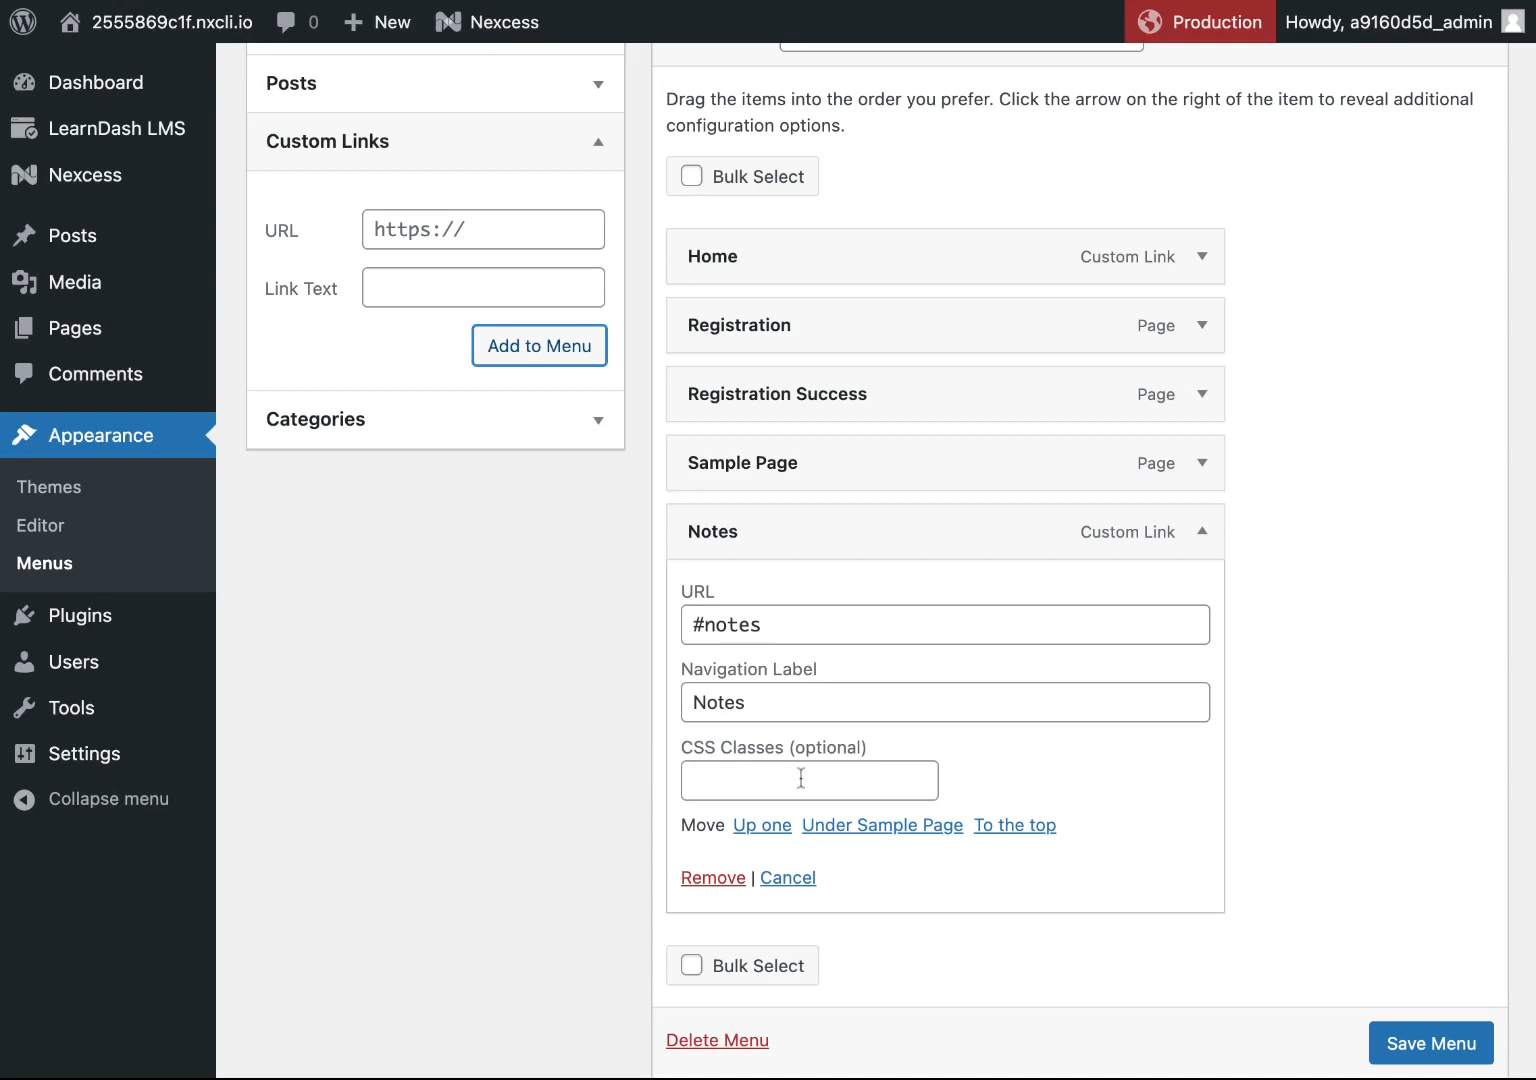 2555869c1f.nxcli.io
0
New
Nexcess
Production
Howdy, a9160d5d_admin
Dashboard
LearnDash LMS
Nexcess
Posts
Media
Pages
Comments
Appearance
Themes
Editor
Menus
Plugins
Users
Tools
Settings
Collapse menu
Posts
Custom Links
URL
https://
Link Text
Add to Menu
Categories
Drag the items into the order you prefer. Click the arrow on the right of the item to reveal additional
configuration options.
Bulk Select
Home
Custom Link
Registration
Page
Registration Success
Page
Sample Page
Page
Notes
Custom Link
URL
#notes
Navigation Label
Notes
CSS Classes (optional)
Move Up one Under Sample Page To the top
Remove | Cancel
Bulk Select
Delete Menu
Save Menu